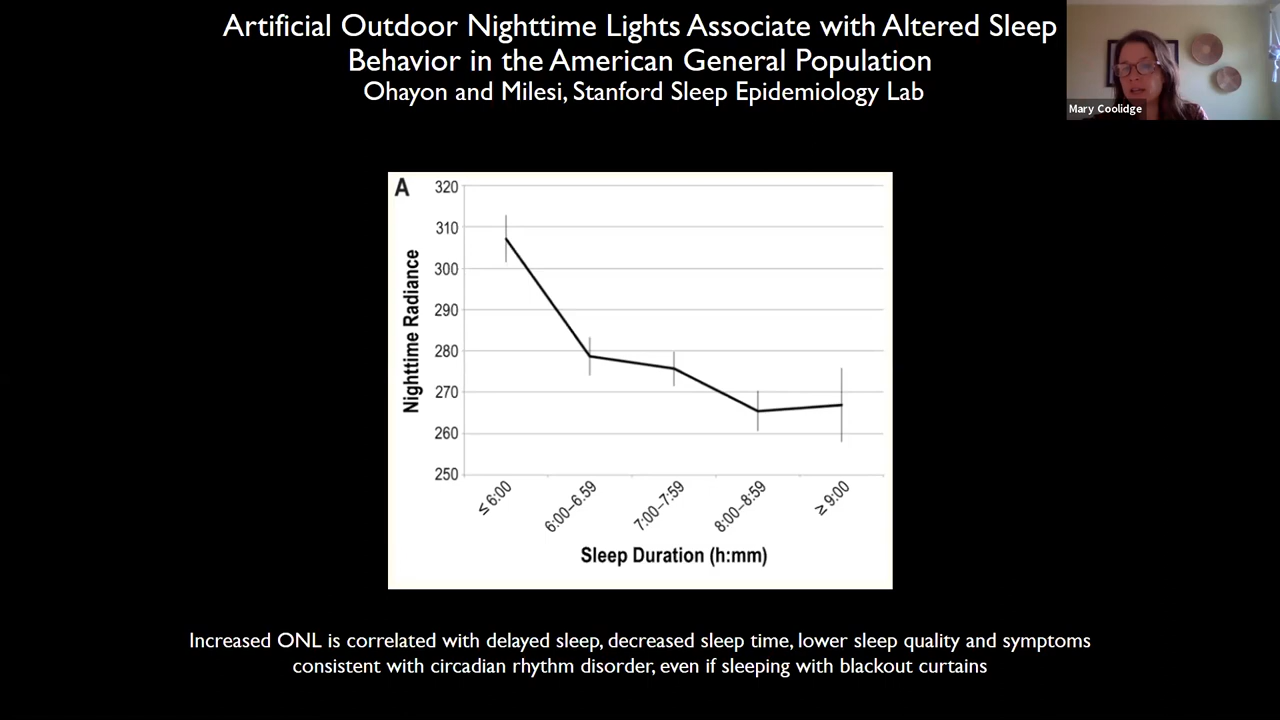 Artificial Outdoor Nighttime Lights Associate with Altered Sleep
Behavior in the American General Population
Ohayon and Milesi, Stanford Sleep Epidemiology Lab
Mary Coolidge
A
320
310
300
290
280
270
260
250
Nighttime Radiance
≤ 6:00
6:00–6.59
7:00–7:59
8:00–8:59
≥ 9:00
Sleep Duration (h:mm)
Increased ONL is correlated with delayed sleep, decreased sleep time, lower sleep quality and symptoms
consistent with circadian rhythm disorder, even if sleeping with blackout curtains